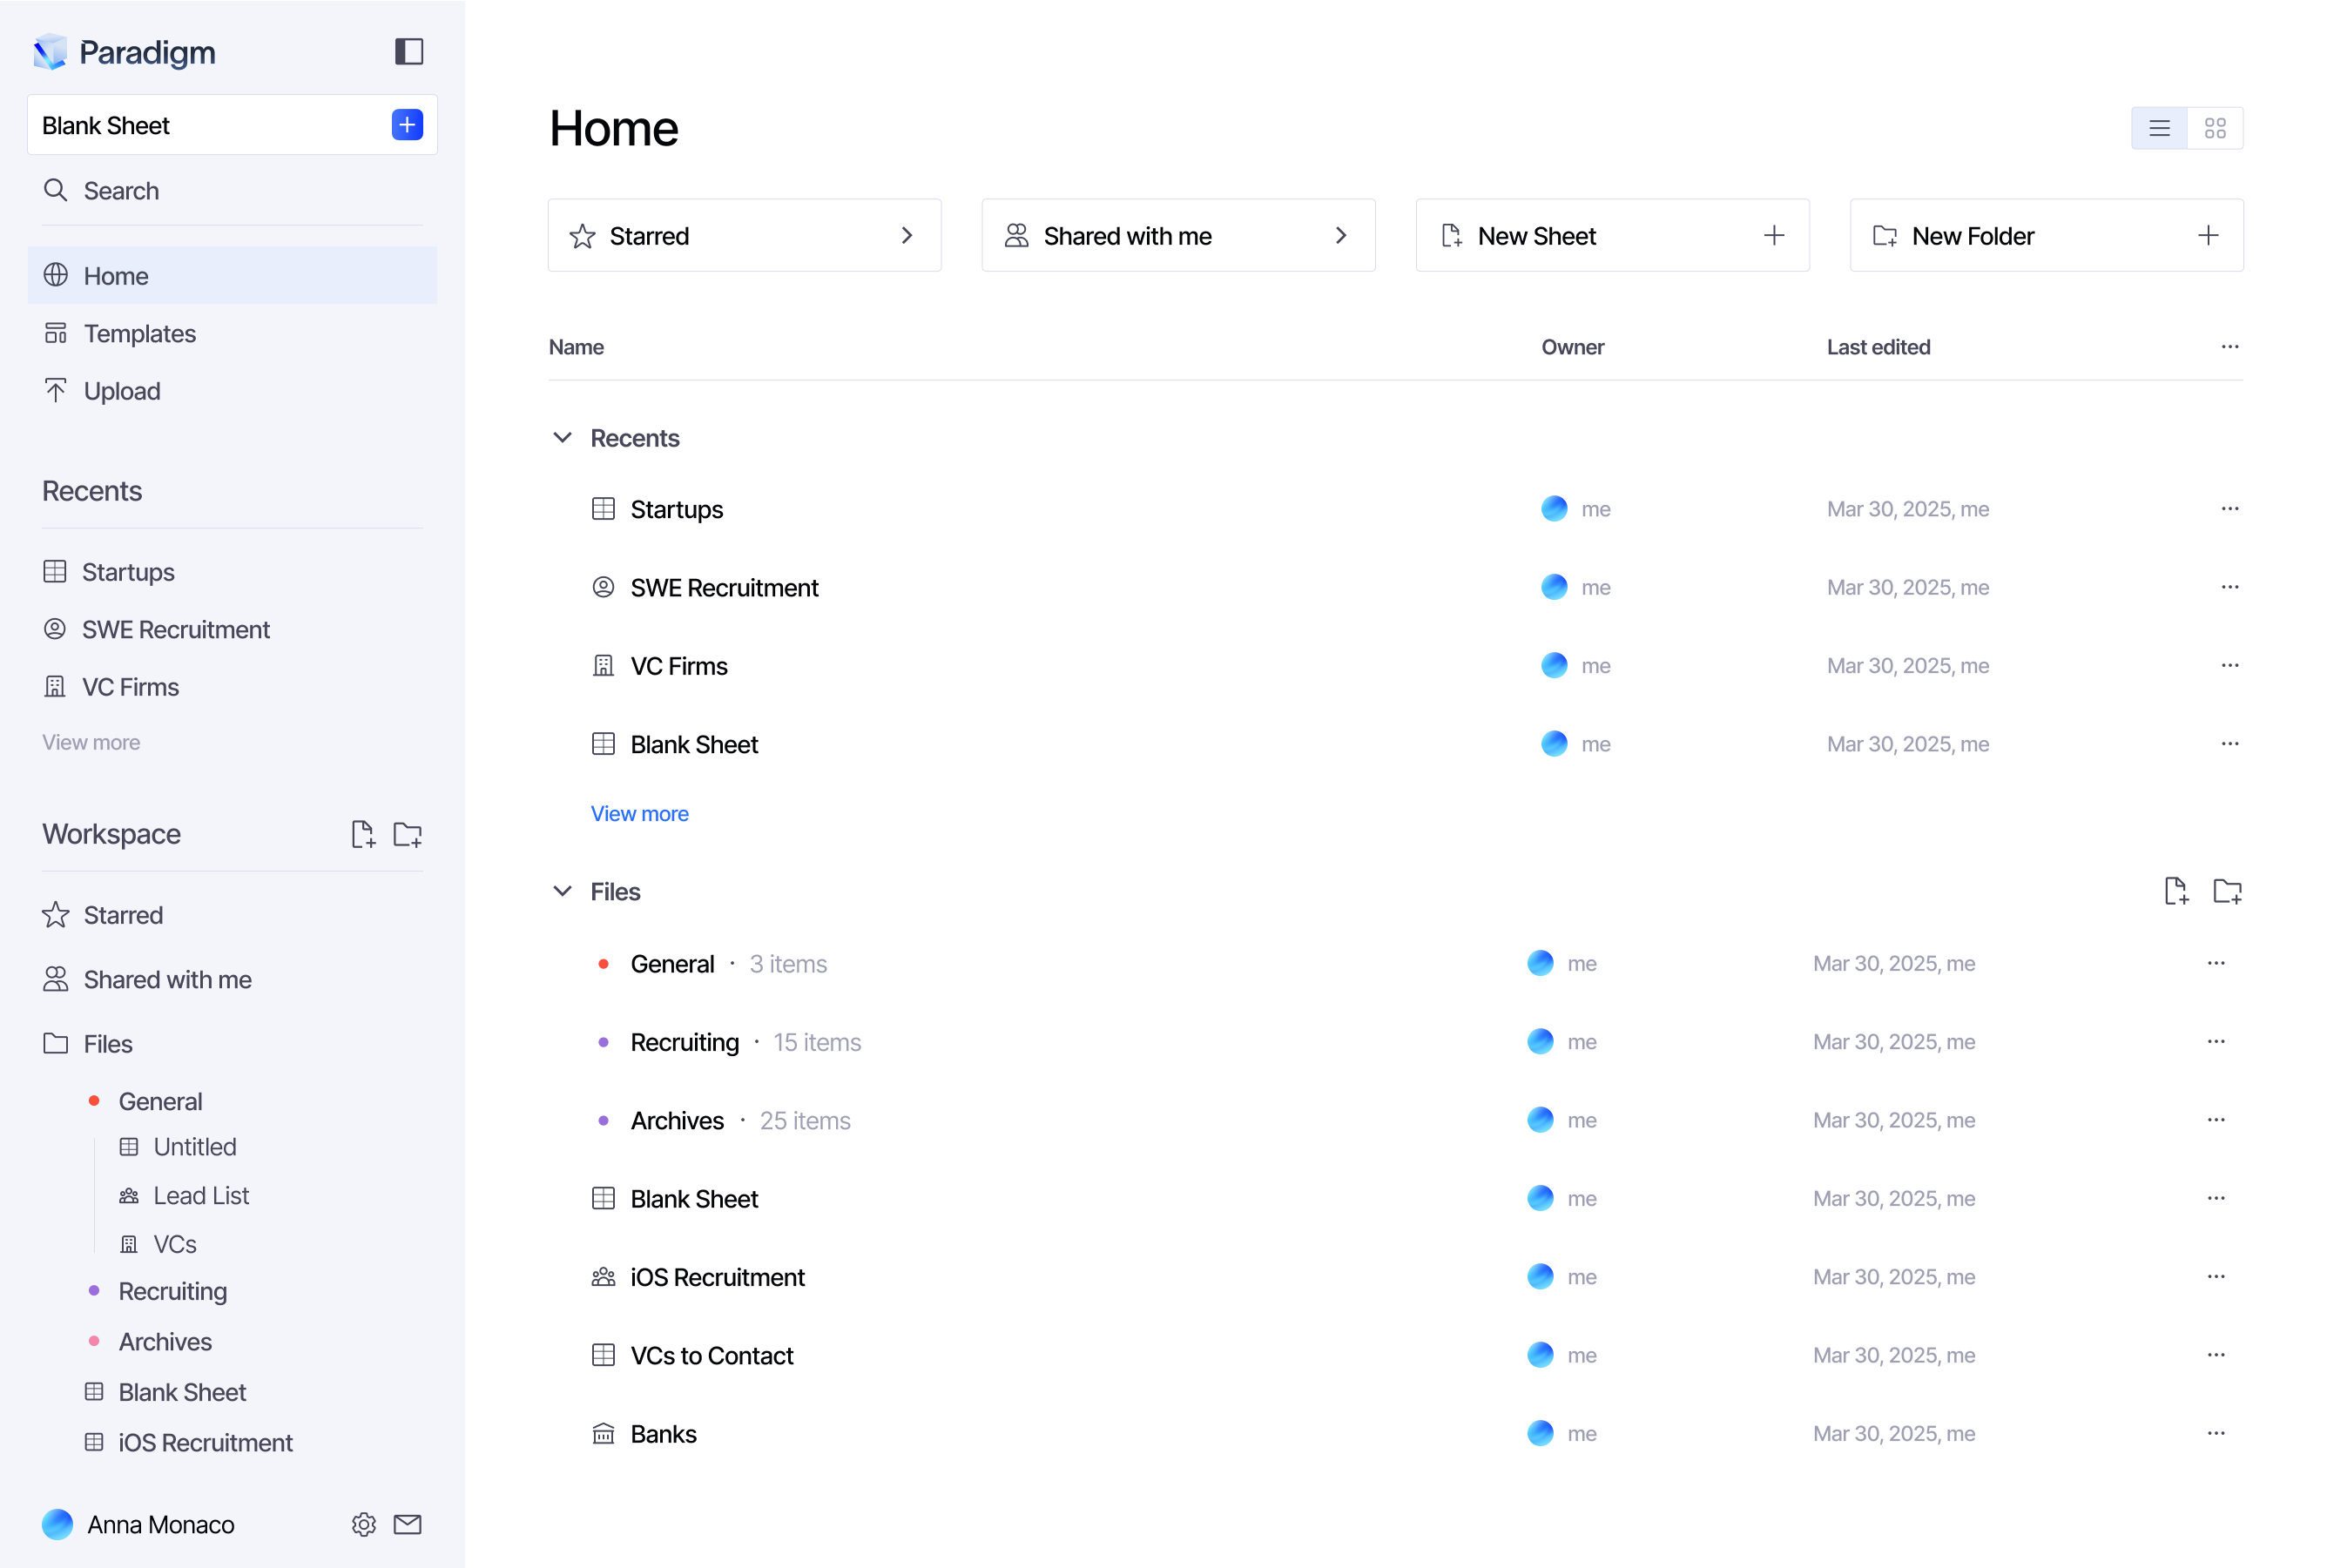 Paradigm
Blank Sheet
Search
Home
Templates
Upload
Recents
Startups
SWE Recruitment
VC Firms
View more
Workspace
Starred
Shared with me
Files
General
Untitled
Lead List
VCs
Recruiting
Archives
Blank Sheet
iOS Recruitment
Anna Monaco
Home
Starred
Shared with me
New Sheet
New Folder
Name Owner Last edited
Recents
Startups me Mar 30, 2025, me
SWE Recruitment me Mar 30, 2025, me
VC Firms me Mar 30, 2025, me
Blank Sheet me Mar 30, 2025, me
View more
Files
General · 3 items me Mar 30, 2025, me
Recruiting · 15 items me Mar 30, 2025, me
Archives · 25 items me Mar 30, 2025, me
Blank Sheet me Mar 30, 2025, me
iOS Recruitment me Mar 30, 2025, me
VCs to Contact me Mar 30, 2025, me
Banks me Mar 30, 2025, me